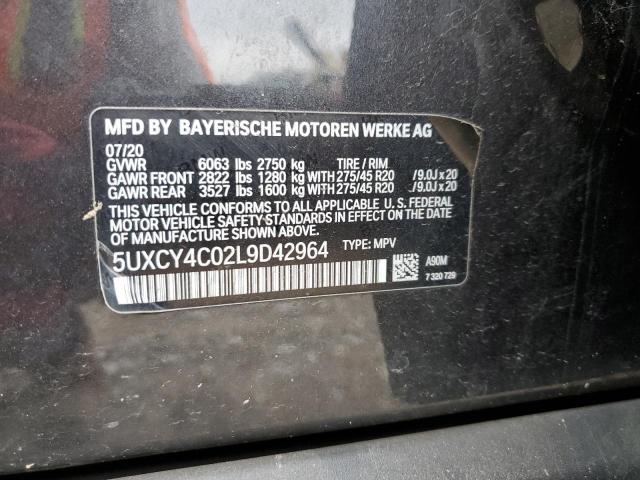 MFD BY BAYERISCHE MOTOREN WERKE AG
07/20
GVWR 6063 lbs 2750 kg TIRE / RIM
GAWR FRONT 2822 lbs 1280 kg WITH 275/45 R20 /9.0J x 20
GAWR REAR 3527 lbs 1600 kg WITH 275/45 R20 /9.0J x 20
THIS VEHICLE CONFORMS TO ALL APPLICABLE U. S. FEDERAL
MOTOR VEHICLE SAFETY STANDARDS IN EFFECT ON THE DATE
OF MANUFACTURE SHOWN ABOVE.
5UXCY4C02L9D42964 TYPE: MPV
A90M
7 320 729